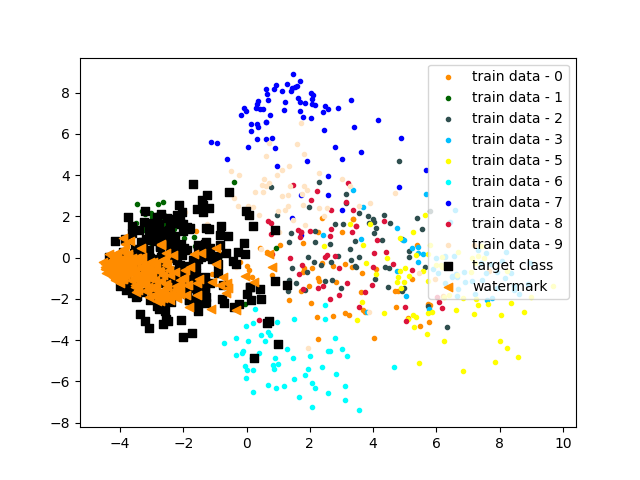 8
6
4
2
0
−2
−4
−6
−8
−4
−2
0
2
4
6
8
10
train data - 0
train data - 1
train data - 2
train data - 3
train data - 5
train data - 6
train data - 7
train data - 8
train data - 9
target class
watermark